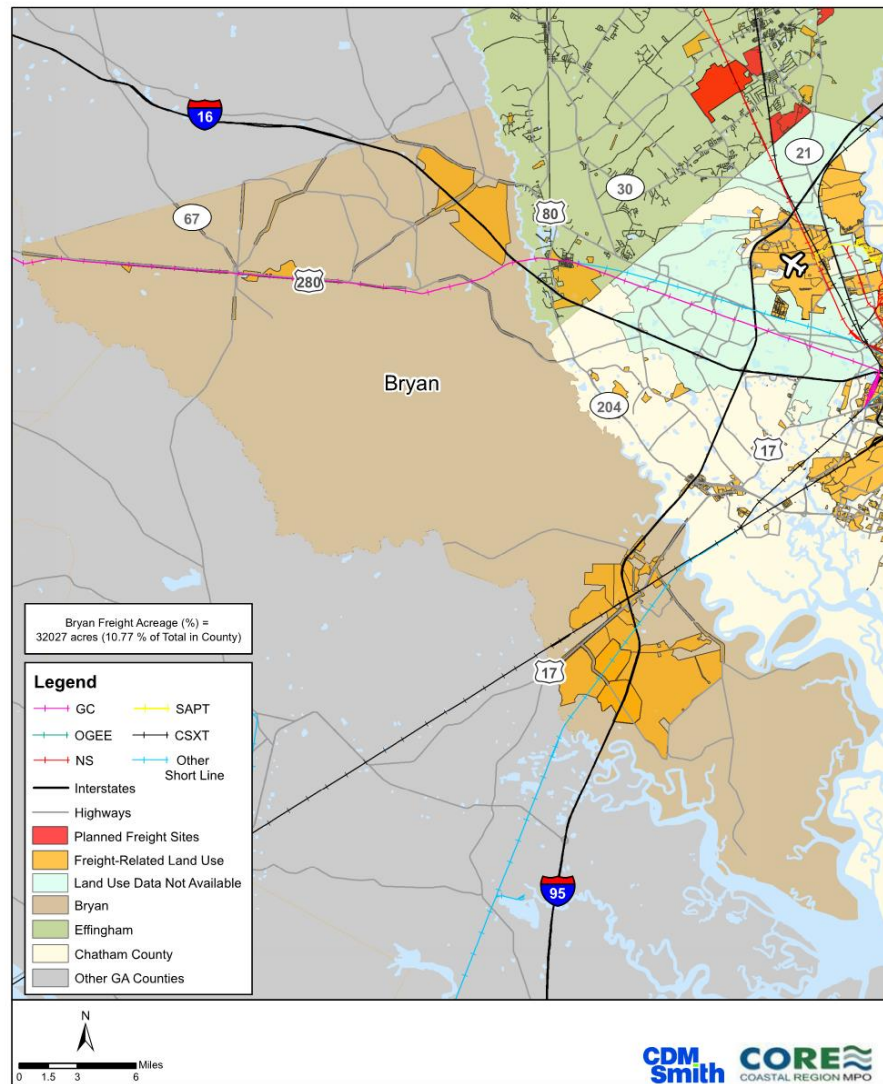 16
21
30
67
80
280
Bryan
204
17
Bryan Freight Acreage (%) =
32027 acres (10.77 % of Total in County)
17
Legend
GC
SAPT
OGEE
CSXT
NS
Other
Short Line
Interstates
Highways
Planned Freight Sites
Freight-Related Land Use
Land Use Data Not Available
Bryan
Effingham
Chatham County
Other GA Counties
95
N
Miles
0 1.5 3 6
CDM
Smith
CORE
COASTAL REGION MPO